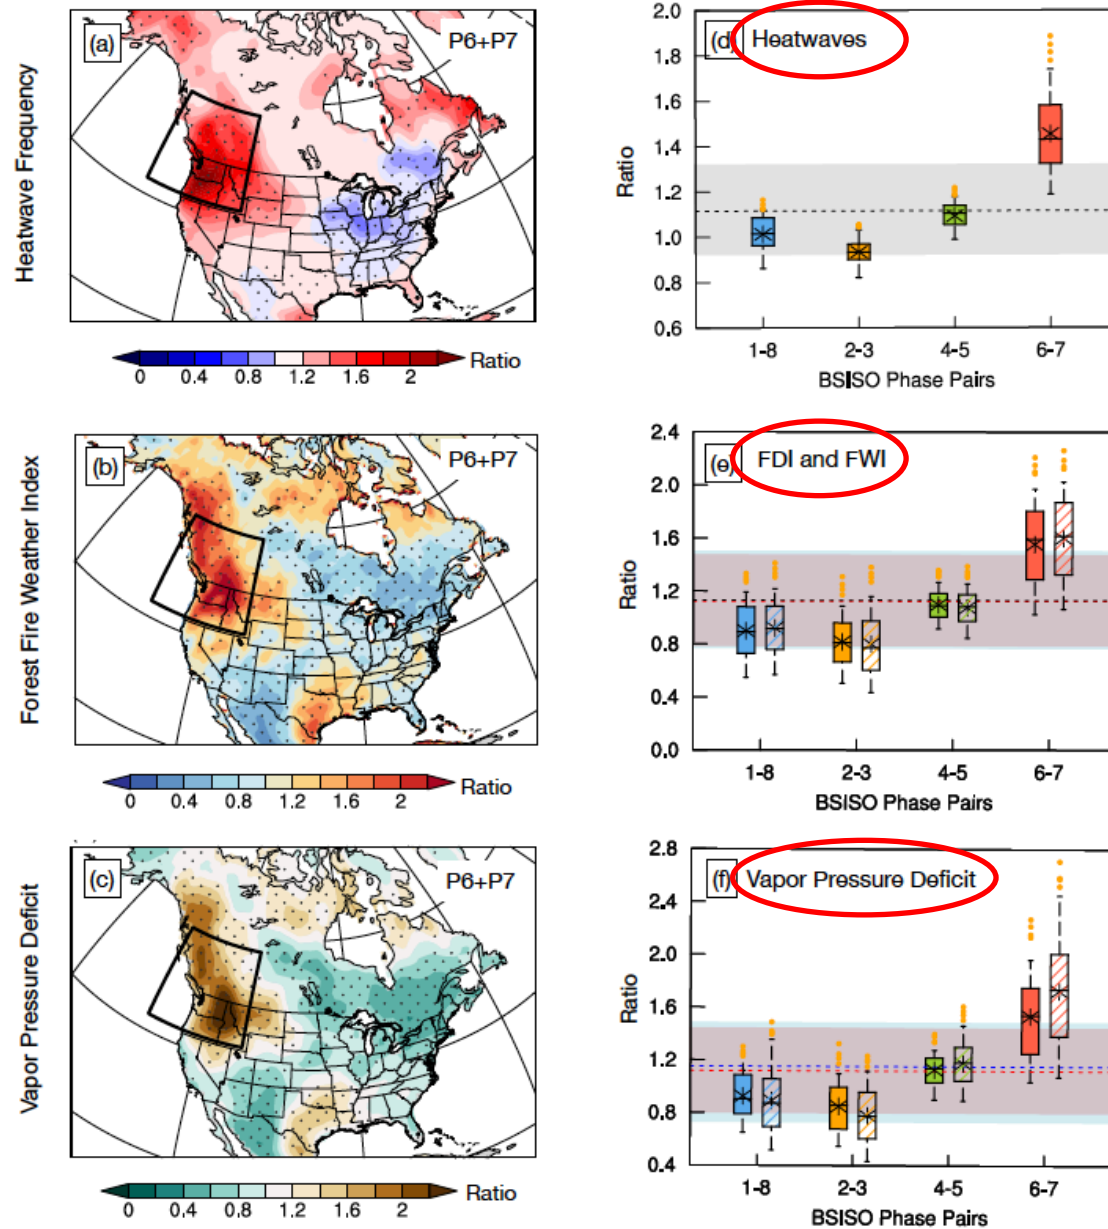 Heatwave Frequency
(a)
P6+P7
0 0.4 0.8 1.2 1.6 2 Ratio
(d) Heatwaves
Ratio
2.0
1.8
1.6
1.4
1.2
1.0
0.8
0.6
1-8 2-3 4-5 6-7
BSISO Phase Pairs
Forest Fire Weather Index
(b)
P6+P7
0 0.4 0.8 1.2 1.6 2 Ratio
(e) FDI and FWI
Ratio
2.4
2.0
1.6
1.2
0.8
0.4
0.0
1-8 2-3 4-5 6-7
BSISO Phase Pairs
Vapor Pressure Deficit
(c)
P6+P7
0 0.4 0.8 1.2 1.6 2 Ratio
(f) Vapor Pressure Deficit
Ratio
2.8
2.4
2.0
1.6
1.2
0.8
0.4
1-8 2-3 4-5 6-7
BSISO Phase Pairs